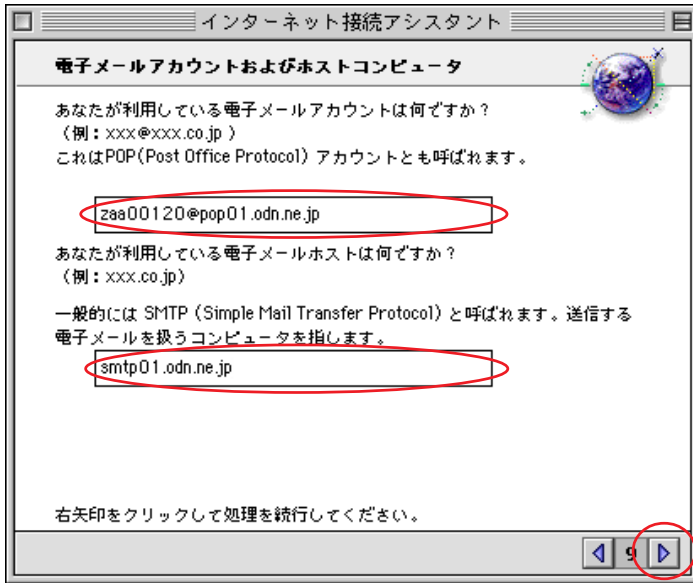 インターネット接続アシスタント
電子メールアカウントおよびホストコンピュータ
あなたが利用している電子メールアカウントは何ですか？
（例：xxx@xxx.co.jp ）
これはPOP(Post Office Protocol) アカウントとも呼ばれます。
zaa00120@pop01.odn.ne.jp
あなたが利用している電子メールホストは何ですか？
（例：xxx.co.jp)
一般的には SMTP (Simple Mail Transfer Protocol) と呼ばれます。送信する
電子メールを扱うコンピュータを指します。
smtp01.odn.ne.jp
右矢印をクリックして処理を続行してください。
9